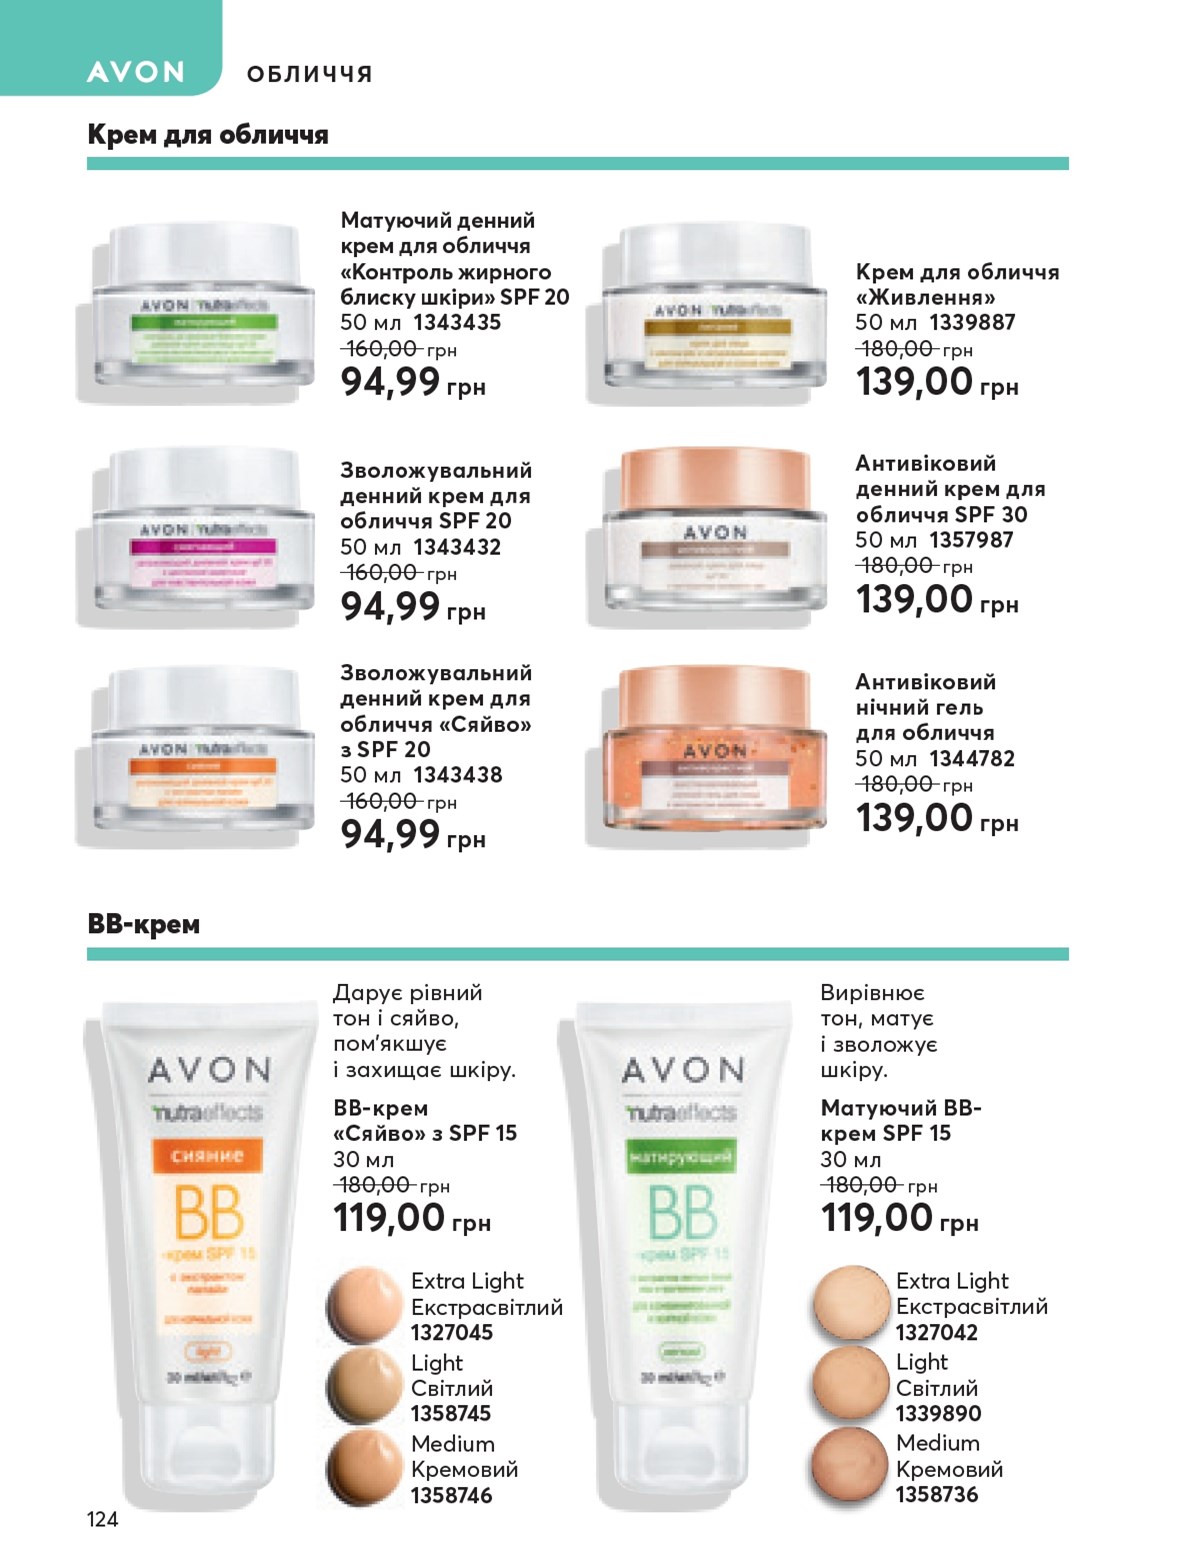 AVON
ОБЛИЧЧЯ
Крем для обличчя
Матуючий денний
крем для обличчя
«Контроль жирного
блиску шкіри» SPF 20
50 мл 1343435
160,00 грн
94,99 грн
Крем для обличчя
«Живлення»
50 мл 1339887
180,00 грн
139,00 грн
Зволожувальний
денний крем для
обличчя SPF 20
50 мл 1343432
160,00 грн
94,99 грн
Антивіковий
денний крем для
обличчя SPF 30
50 мл 1357987
180,00 грн
139,00 грн
Зволожувальний
денний крем для
обличчя «Сяйво»
з SPF 20
50 мл 1343438
160,00 грн
94,99 грн
Антивіковий
нічний гель
для обличчя
50 мл 1344782
180,00 грн
139,00 грн
AVON nutraeffects
AVON nutraeffects
AVON nutraeffects
AVON
AVON nutraeffects
сияние
AVON
BB-крем
AVON
nutraeffects
сияние
BB
крем SPF 15
с экстрактом
папайи
light
Дарує рівний
тон і сяйво,
пом'якшує
і захищає шкіру.
BB-крем
«Сяйво» з SPF 15
30 мл
180,00 грн
119,00 грн
Extra Light
Екстрасвітлий
1327045
Light
Світлий
1358745
Medium
Кремовий
1358746
AVON
nutraeffects
матирующий
BB
крем SPF 15
Вирівнює
тон, матує
і зволожує
шкіру.
Матуючий BB-
крем SPF 15
30 мл
180,00 грн
119,00 грн
Extra Light
Екстрасвітлий
1327042
Light
Світлий
1339890
Medium
Кремовий
1358736
124